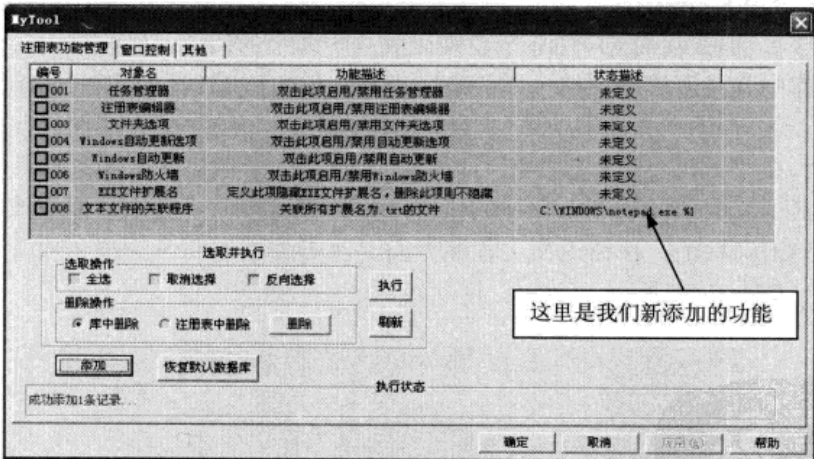 MyTool
注册表功能管理 窗口控制 其他
编号 对象名 功能描述 状态描述
001 任务管理器 双击此项启用/禁用任务管理器 未定义
002 注册表编辑器 双击此项启用/禁用注册表编辑器 未定义
003 文件夹选项 双击此项启用/禁用文件夹选项 未定义
004 Windows自动更新选项 双击此项启用/禁用自动更新选项 未定义
005 Windows自动更新 双击此项启用/禁用自动更新 未定义
006 Windows防火墙 双击此项启用/禁用Windows防火墙 未定义
007 EXE文件扩展名 定义此项隐藏EXE文件扩展名，删除此项则不隐藏 未定义
008 文本文件的关联程序 关联所有扩展名为.txt的文件 C:\WINDOWS\notepad.exe %1
选取并执行
选取操作
全选 取消选择 反向选择 执行
删除操作
库中删除 注册表中删除 删除 刷新
这里是我们新添加的功能
添加 恢复默认数据库
执行状态
成功添加1条记录...
确定 取消 应用(A) 帮助